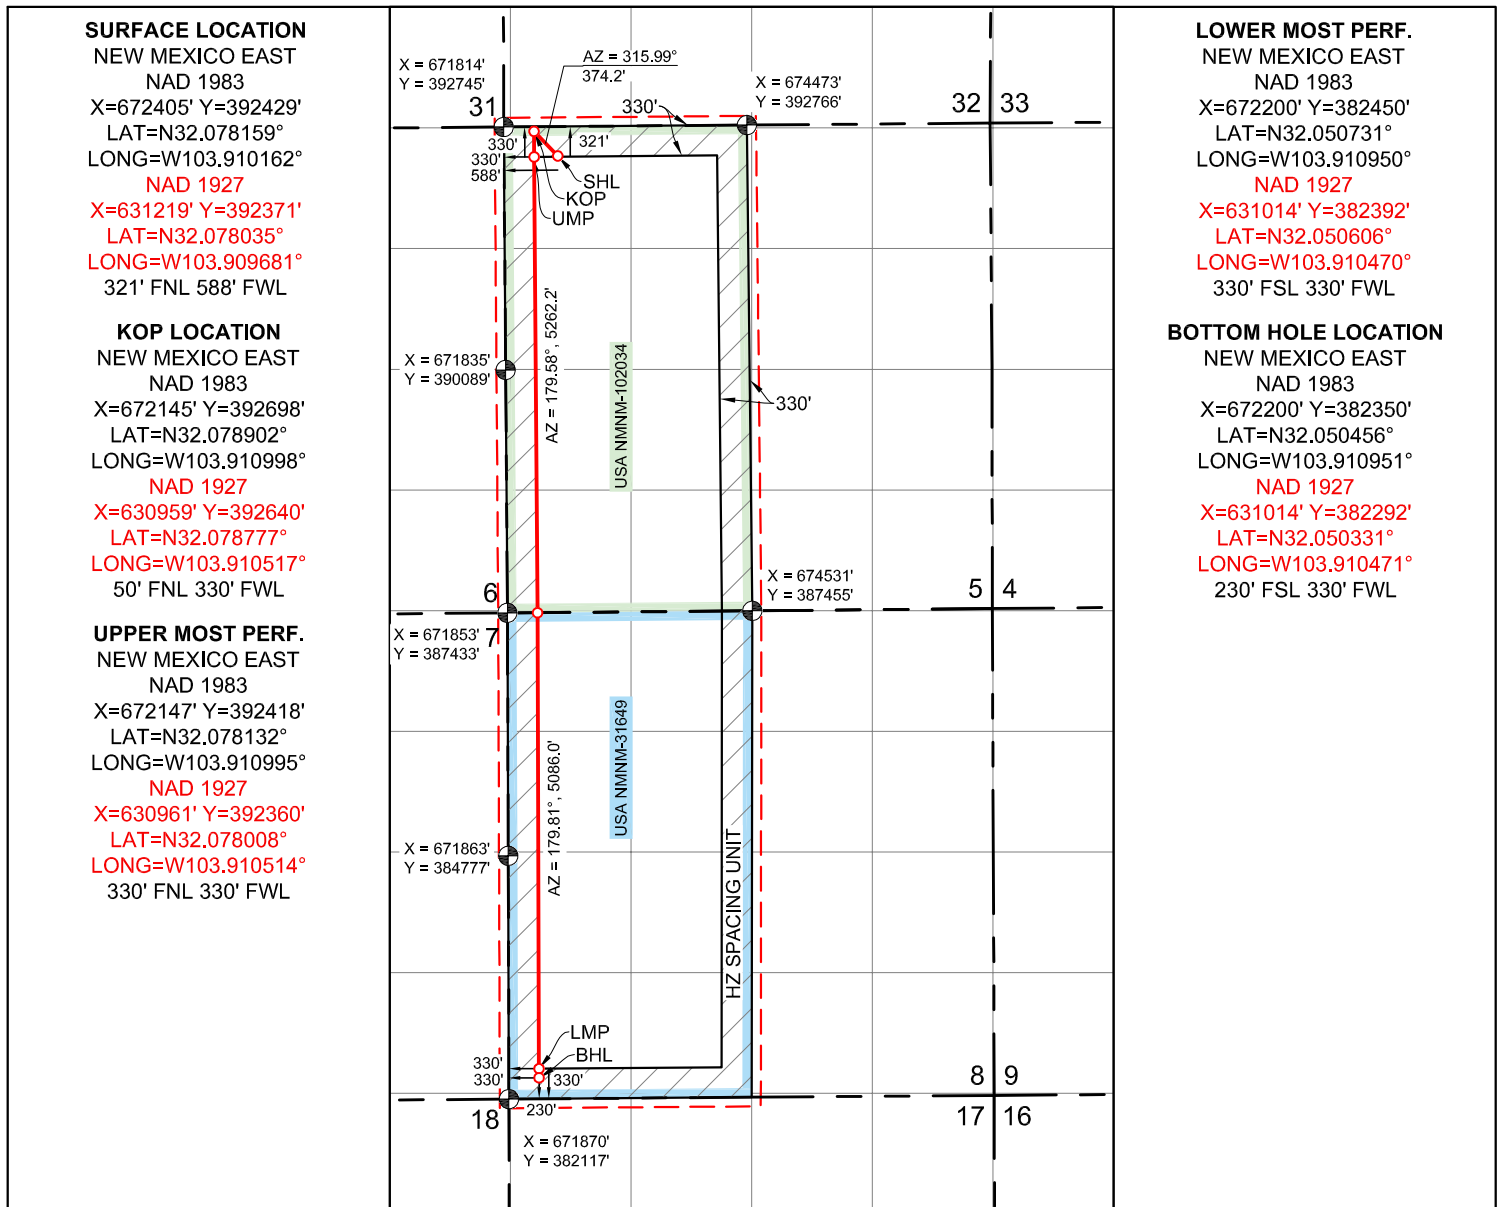 SURFACE LOCATION
NEW MEXICO EAST
NAD 1983
X=672405' Y=392429'
LAT=N32.078159°
LONG=W103.910162°
NAD 1927
X=631219' Y=392371'
LAT=N32.078035°
LONG=W103.909681°
321' FNL 588' FWL
KOP LOCATION
NEW MEXICO EAST
NAD 1983
X=672145' Y=392698'
LAT=N32.078902°
LONG=W103.910998°
NAD 1927
X=630959' Y=392640'
LAT=N32.078777°
LONG=W103.910517°
50' FNL 330' FWL
UPPER MOST PERF.
NEW MEXICO EAST
NAD 1983
X=672147' Y=392418'
LAT=N32.078132°
LONG=W103.910995°
NAD 1927
X=630961' Y=392360'
LAT=N32.078008°
LONG=W103.910514°
330' FNL 330' FWL
X = 671814'
Y = 392745'
AZ = 315.99°
374.2'
X = 674473'
Y = 392766'
31
330'
32 33
330'
321'
330'
588'
SHL
KOP
UMP
AZ = 179.58°, 5262.2'
USA NMNM-102034
X = 671835'
Y = 390089'
330'
X = 674531'
Y = 387455'
6
5 4
7
X = 671853'
Y = 387433'
AZ = 179.81°, 5086.0'
USA NMNM-31649
HZ SPACING UNIT
X = 671863'
Y = 384777'
LMP
BHL
330'
330'
330'
230'
8 9
18
17 16
X = 671870'
Y = 382117'
LOWER MOST PERF.
NEW MEXICO EAST
NAD 1983
X=672200' Y=382450'
LAT=N32.050731°
LONG=W103.910950°
NAD 1927
X=631014' Y=382392'
LAT=N32.050606°
LONG=W103.910470°
330' FSL 330' FWL
BOTTOM HOLE LOCATION
NEW MEXICO EAST
NAD 1983
X=672200' Y=382350'
LAT=N32.050456°
LONG=W103.910951°
NAD 1927
X=631014' Y=382292'
LAT=N32.050331°
LONG=W103.910471°
230' FSL 330' FWL